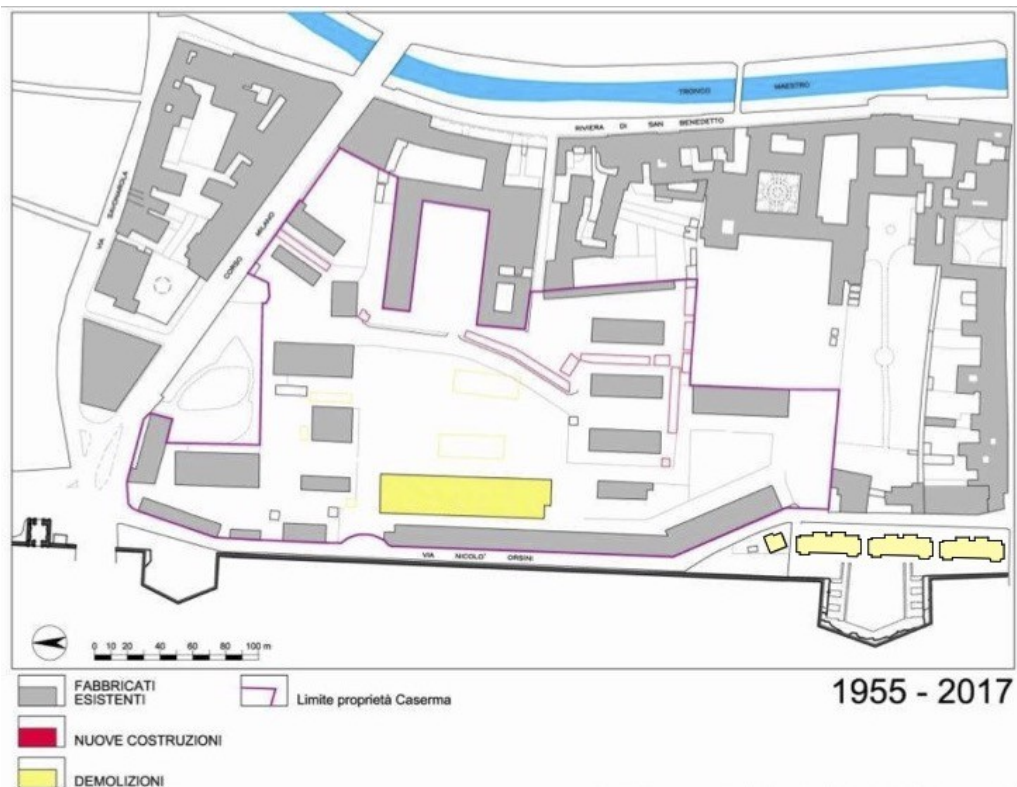 TRONCO MAESTRO
RIVIERA DI SAN BENEDETTO
VIA SAVONAROLA
CORSO MILANO
VIA NICOLO' ORSINI
0 10 20 40 60 80 100 m
FABBRICATI
ESISTENTI
Limite proprietà Caserma
1955 - 2017
NUOVE COSTRUZIONI
DEMOLIZIONI